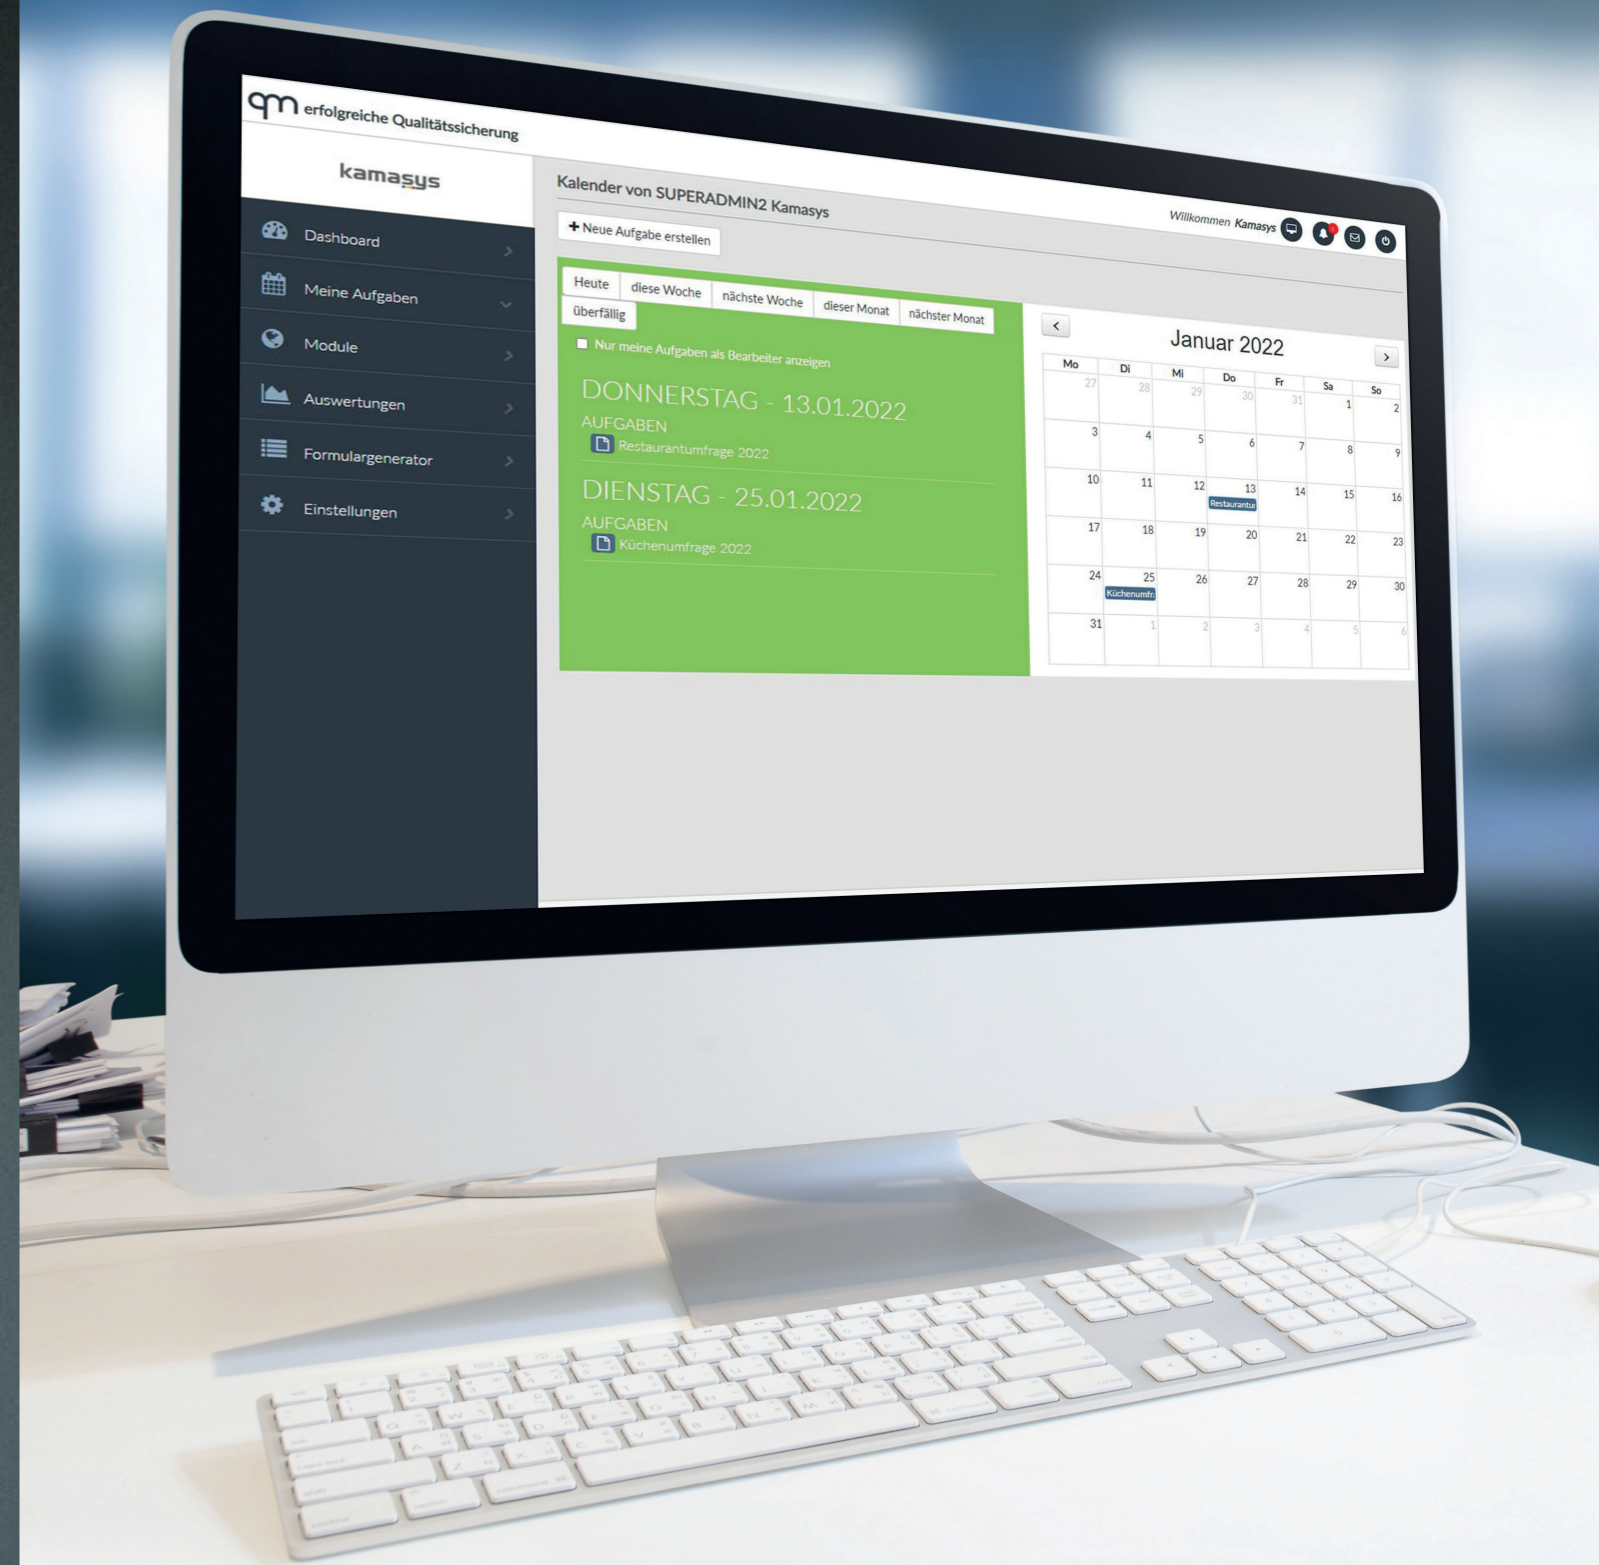 qm erfolgreiche Qualitätssicherung
kamasys
Dashboard
Meine Aufgaben
Module
Auswertungen
Formulargenerator
Einstellungen
Kalender von SUPERADMIN2 Kamasys
Willkommen Kamasys
+ Neue Aufgabe erstellen
Heute diese Woche nächste Woche dieser Monat nächster Monat
überfällig
Nur meine Aufgaben als Bearbeiter anzeigen
DONNERSTAG - 13.01.2022
AUFGABEN
Restaurantumfrage 2022
DIENSTAG - 25.01.2022
AUFGABEN
Küchenumfrage 2022
< Januar 2022 >
Mo Di Mi Do Fr Sa So
27 28 29 30 31 1 2
3 4 5 6 7 8 9
10 11 12 13 14 15 16
Restaurantur
17 18 19 20 21 22 23
24 25 26 27 28 29 30
Küchenumfr
31 1 2 3 4 5 6